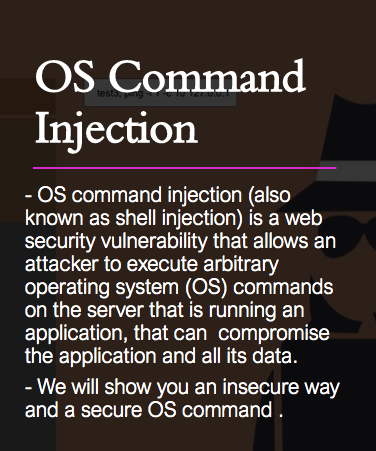 OS Command
Injection
- OS command injection (also
known as shell injection) is a web
security vulnerability that allows an
attacker to execute arbitrary
operating system (OS) commands
on the server that is running an
application, that can  compromise
the application and all its data.
- We will show you an insecure way
and a secure OS command .